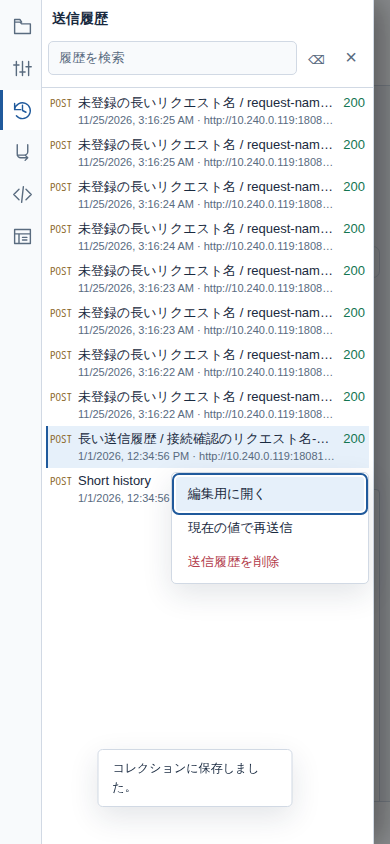 送信履歴
履歴を検索
POST 未登録の長いリクエスト名 / request-nam… 200
11/25/2026, 3:16:25 AM · http://10.240.0.119:1808…
POST 未登録の長いリクエスト名 / request-nam… 200
11/25/2026, 3:16:25 AM · http://10.240.0.119:1808…
POST 未登録の長いリクエスト名 / request-nam… 200
11/25/2026, 3:16:24 AM · http://10.240.0.119:1808…
POST 未登録の長いリクエスト名 / request-nam… 200
11/25/2026, 3:16:24 AM · http://10.240.0.119:1808…
POST 未登録の長いリクエスト名 / request-nam… 200
11/25/2026, 3:16:23 AM · http://10.240.0.119:1808…
POST 未登録の長いリクエスト名 / request-nam… 200
11/25/2026, 3:16:23 AM · http://10.240.0.119:1808…
POST 未登録の長いリクエスト名 / request-nam… 200
11/25/2026, 3:16:22 AM · http://10.240.0.119:1808…
POST 未登録の長いリクエスト名 / request-nam… 200
11/25/2026, 3:16:22 AM · http://10.240.0.119:1808…
POST 長い送信履歴 / 接続確認のリクエスト名-… 200
1/1/2026, 12:34:56 PM · http://10.240.0.119:18081…
POST Short history
1/1/2026, 12:34:56
編集用に開く
現在の値で再送信
送信履歴を削除
コレクションに保存しまし
た。